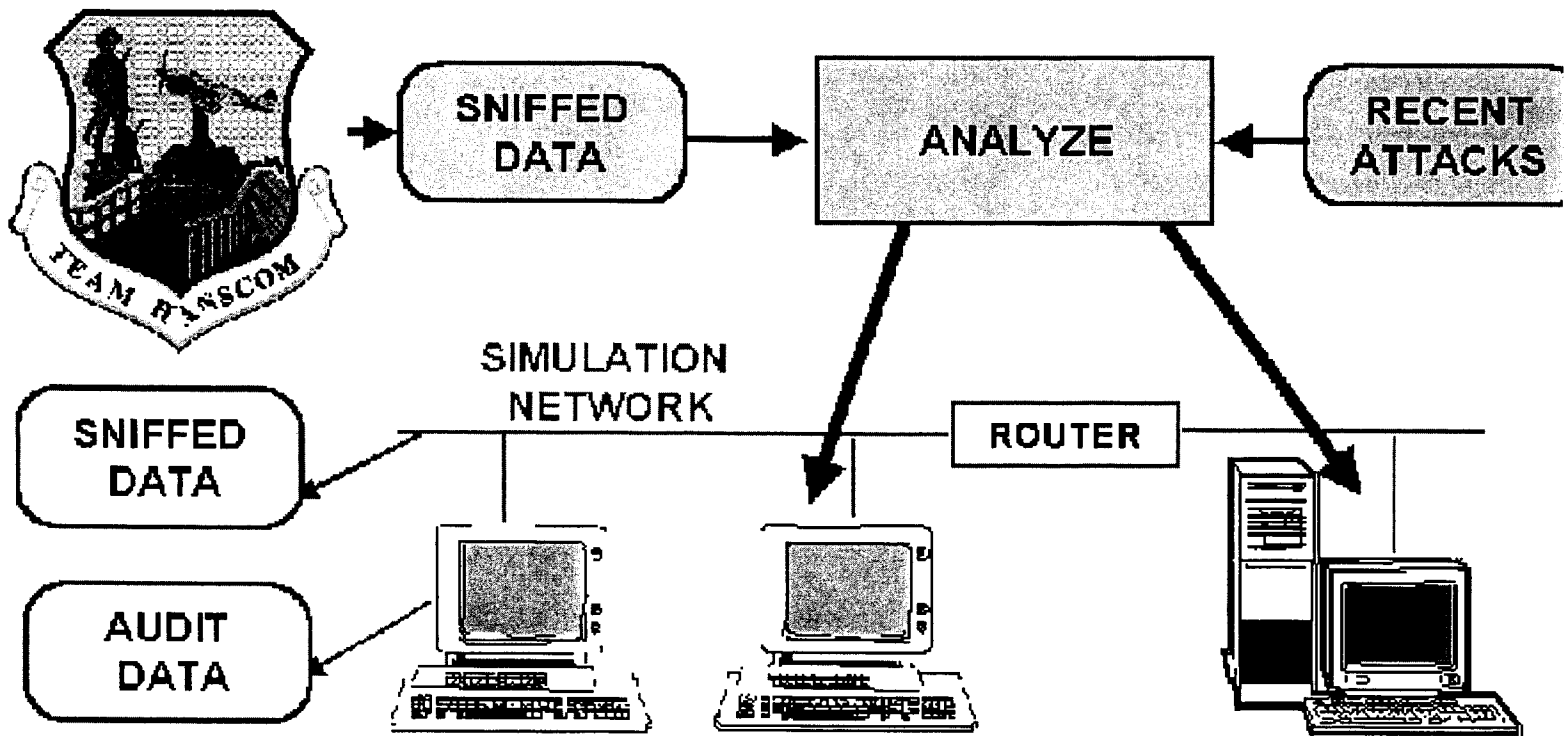 SNIFFED
DATA
ANALYZE
RECENT
ATTACKS
TEAM HANSCOM
SIMULATION
NETWORK
ROUTER
SNIFFED
DATA
AUDIT
DATA